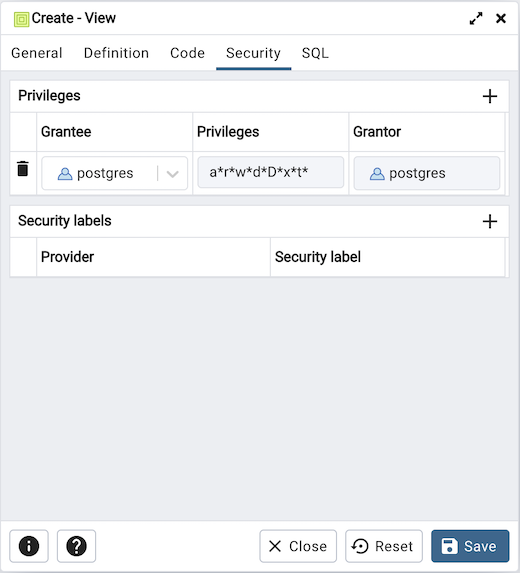 Create - View
General Definition Code Security SQL
Privileges
Grantee Privileges Grantor
postgres a*r*w*d*D*x*t* postgres
Security labels
Provider Security label
Close Reset Save